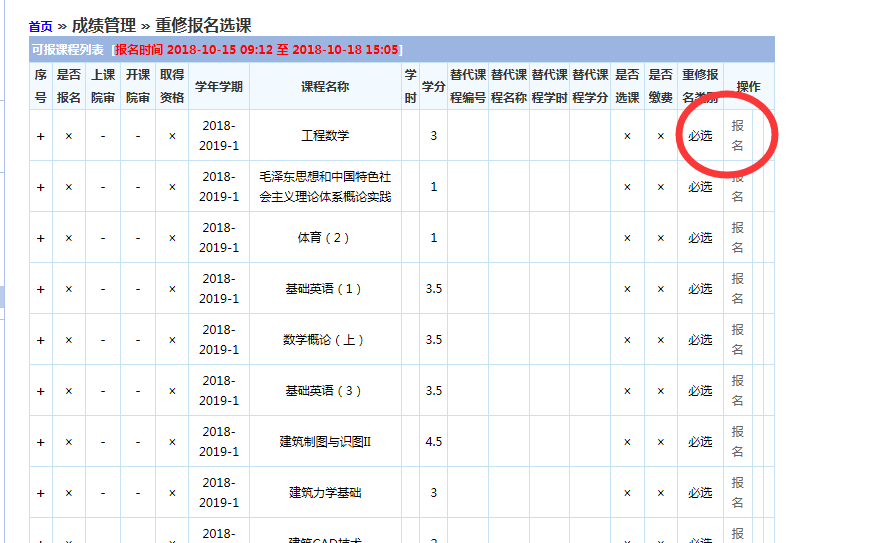 首页 » 成绩管理 » 重修报名选课
可报课程列表 [报名时间 2018-10-15 09:12 至 2018-10-18 15:05]
序号 是否报名 上课院审 开课院审 取得资格 学年学期 课程名称 学时 学分 替代课程编号 替代课程名称 替代课程学时 替代课程学分 是否选课 是否缴费 重修报名类别 操作
+ × - - × 2018-2019-1 工程数学 3 × × 必选 报名
+ × - - × 2018-2019-1 毛泽东思想和中国特色社会主义理论体系概论实践 1 × × 必选 报名
+ × - - × 2018-2019-1 体育（2） 1 × × 必选 报名
+ × - - × 2018-2019-1 基础英语（1） 3.5 × × 必选 报名
+ × - - × 2018-2019-1 数学概论（上） 3.5 × × 必选 报名
+ × - - × 2018-2019-1 基础英语（3） 3.5 × × 必选 报名
+ × - - × 2018-2019-1 建筑制图与识图II 4.5 × × 必选 报名
+ × - - × 2018-2019-1 建筑力学基础 3 × × 必选 报名
+ × - - × 2018- 建筑CAD技术 × × 必选 报